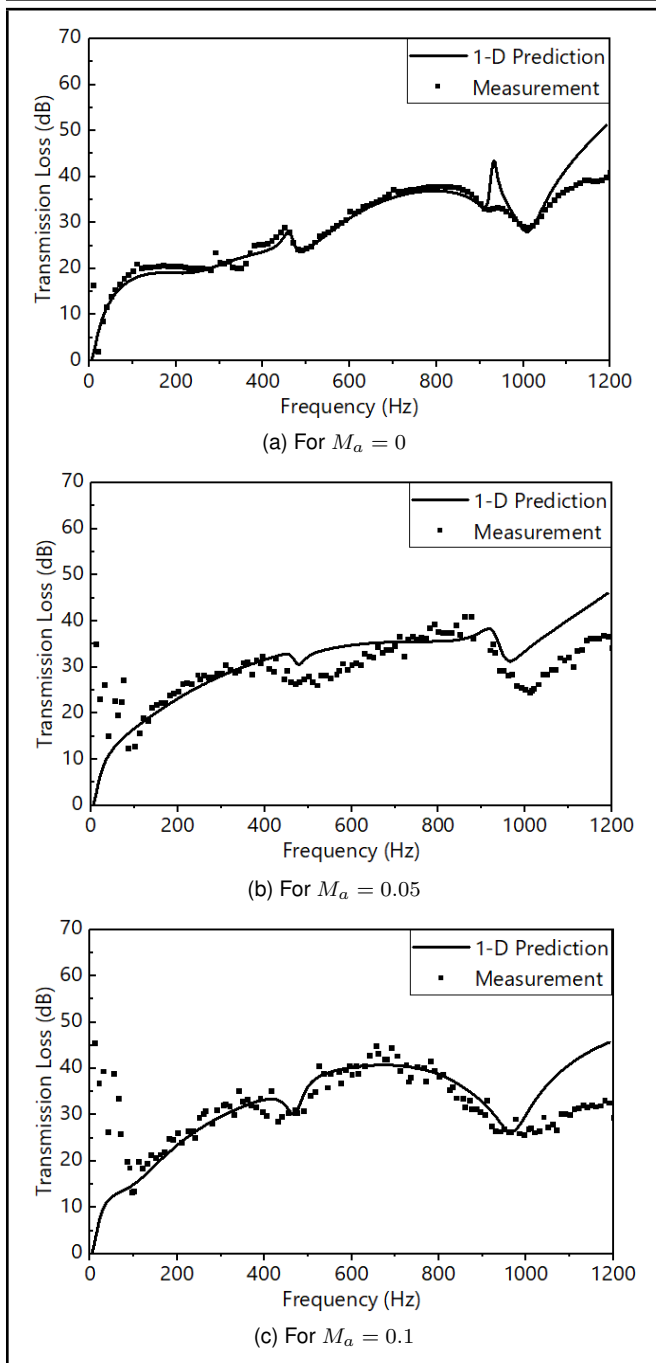 70
60
50
40
30
20
10
0
Transmission Loss (dB)
1-D Prediction
Measurement
0 200 400 600 800 1000 1200
Frequency (Hz)
(a) For $M_a = 0$
70
60
50
40
30
20
10
0
Transmission Loss (dB)
1-D Prediction
Measurement
0 200 400 600 800 1000 1200
Frequency (Hz)
(b) For $M_a = 0.05$
70
60
50
40
30
20
10
0
Transmission Loss (dB)
1-D Prediction
Measurement
0 200 400 600 800 1000 1200
Frequency (Hz)
(c) For $M_a = 0.1$